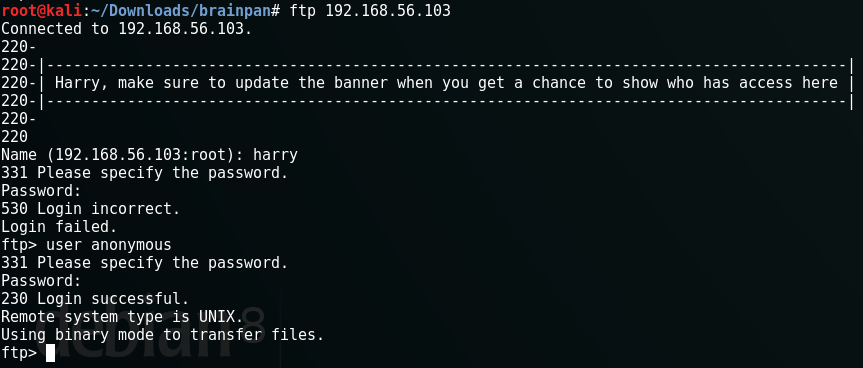 root@kali:~/Downloads/brainpan# ftp 192.168.56.103
Connected to 192.168.56.103.
220-
220-|-----------------------------------------------------------------------------------------|
220-| Harry, make sure to update the banner when you get a chance to show who has access here |
220-|-----------------------------------------------------------------------------------------|
220-
220
Name (192.168.56.103:root): harry
331 Please specify the password.
Password:
530 Login incorrect.
Login failed.
ftp> user anonymous
331 Please specify the password.
Password:
230 Login successful.
Remote system type is UNIX.
Using binary mode to transfer files.
ftp>
debian 8